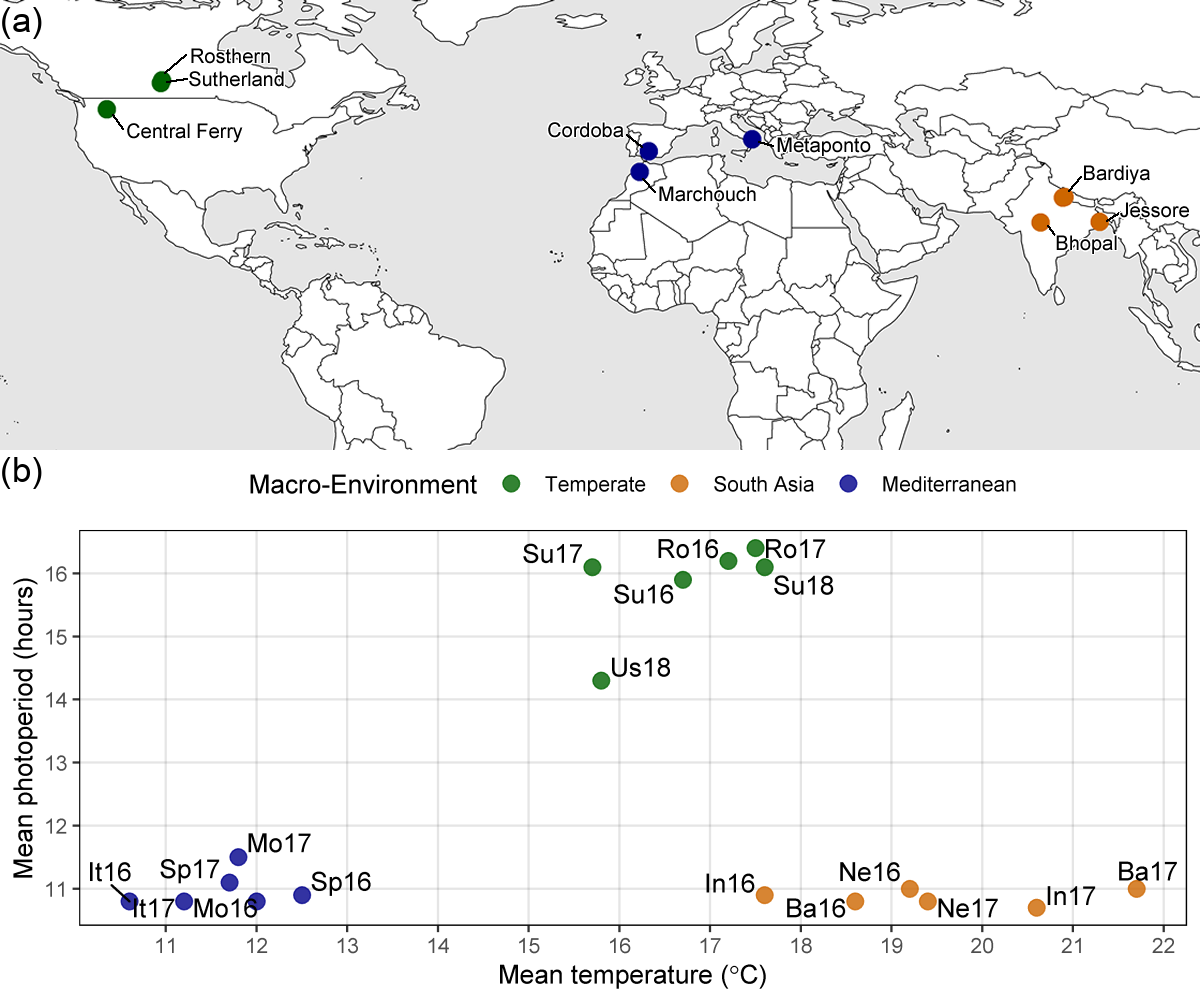 (a)
Rosthern
Sutherland
Central Ferry
Cordoba
Metaponto
Marchouch
Bardiya
Jessore
Bhopal
(b)
Macro-Environment Temperate South Asia Mediterranean
Mean photoperiod (hours)
16
15
14
13
12
11
Su17
Ro16
Ro17
Su16
Su18
Us18
Mo17
It16
Sp17
Sp16
It17
Mo16
In16
Ne16
Ba17
Ba16
Ne17
In17
11 12 13 14 15 16 17 18 19 20 21 22
Mean temperature (°C)